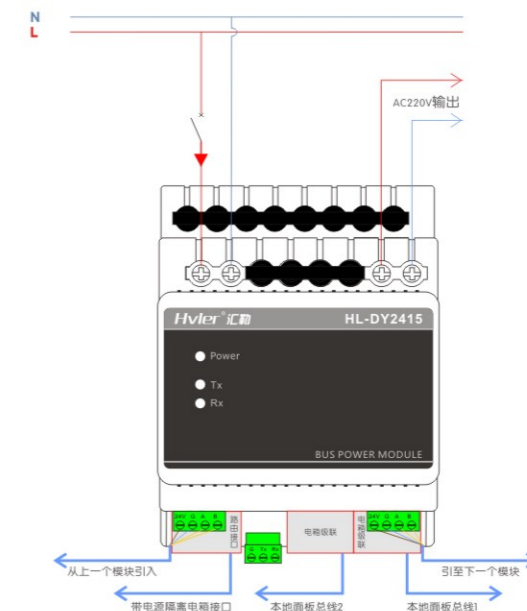 N
L
AC220V输出
Hvler®汇勒
HL-DY2415
Power
Tx
Rx
BUS POWER MODULE
24V G A B
路由接口
电箱级联
电箱级联
24V G A B
G Tx Rx
从上一个模块引入
引至下一个模块
带电源隔离电箱接口
本地面板总线2
本地面板总线1